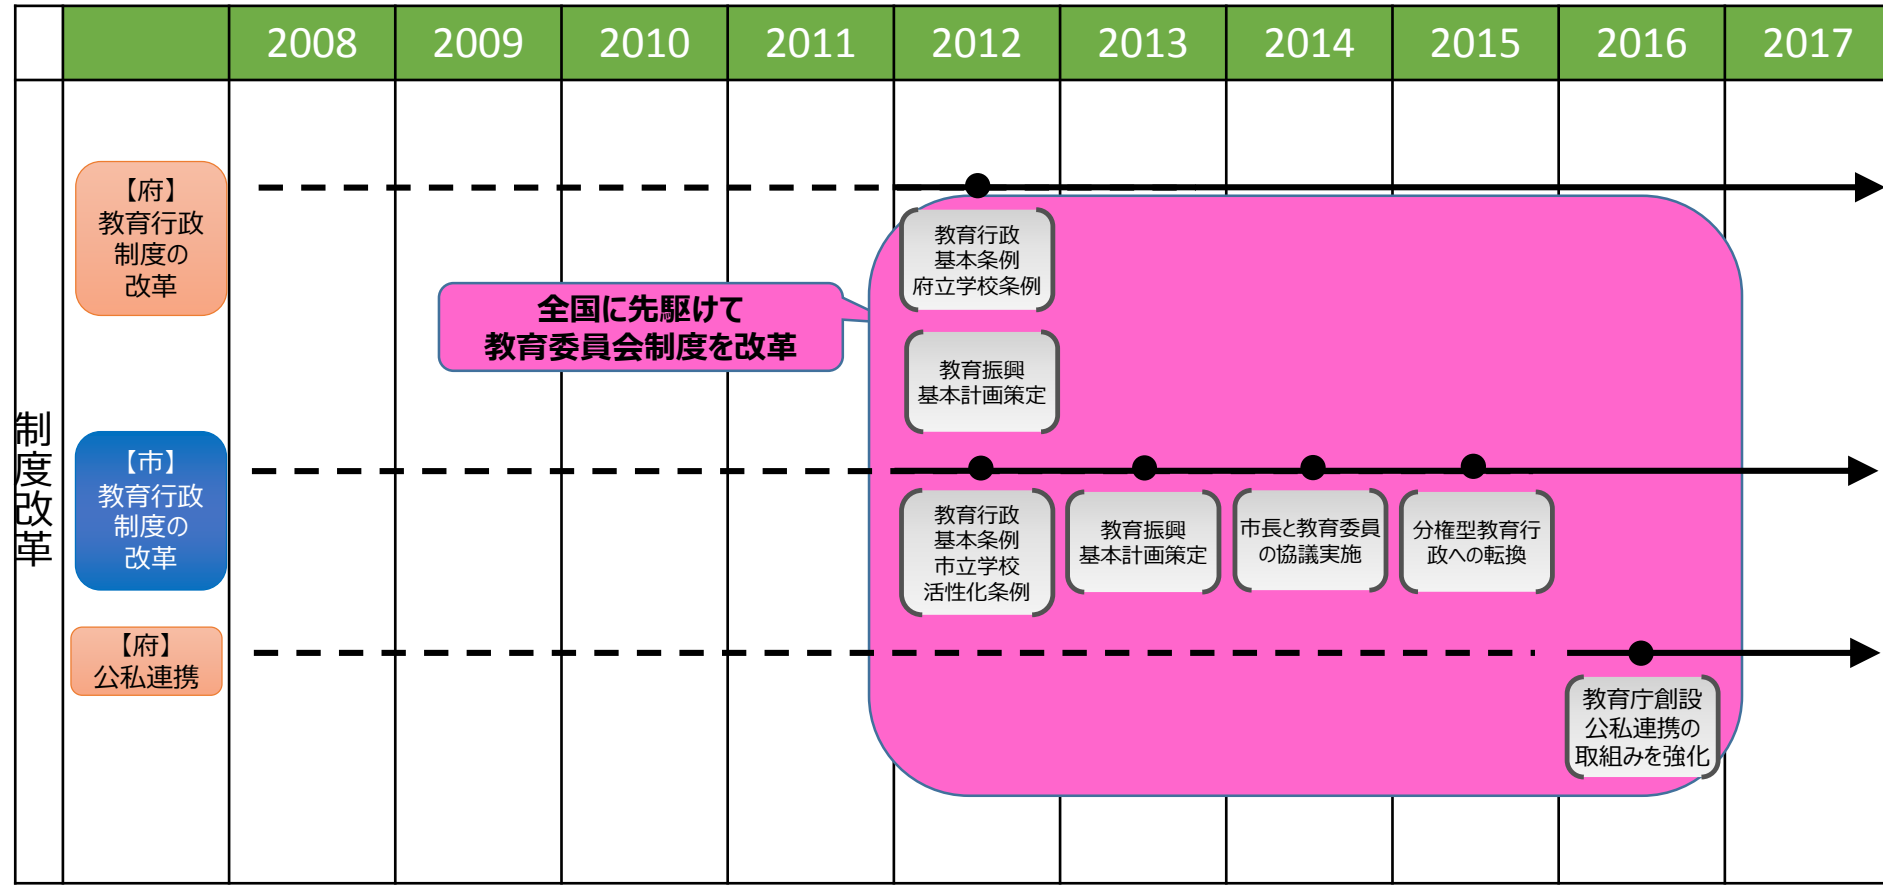 2008 2009 2010 2011 2012 2013 2014 2015 2016 2017
制度改革
【府】
教育行政
制度の
改革
教育行政
基本条例
府立学校条例
全国に先駆けて
教育委員会制度を改革
教育振興
基本計画策定
【市】
教育行政
制度の
改革
教育行政
基本条例
市立学校
活性化条例
教育振興
基本計画策定
市長と教育委員
の協議実施
分権型教育行
政への転換
【府】
公私連携
教育庁創設
公私連携の
取組みを強化